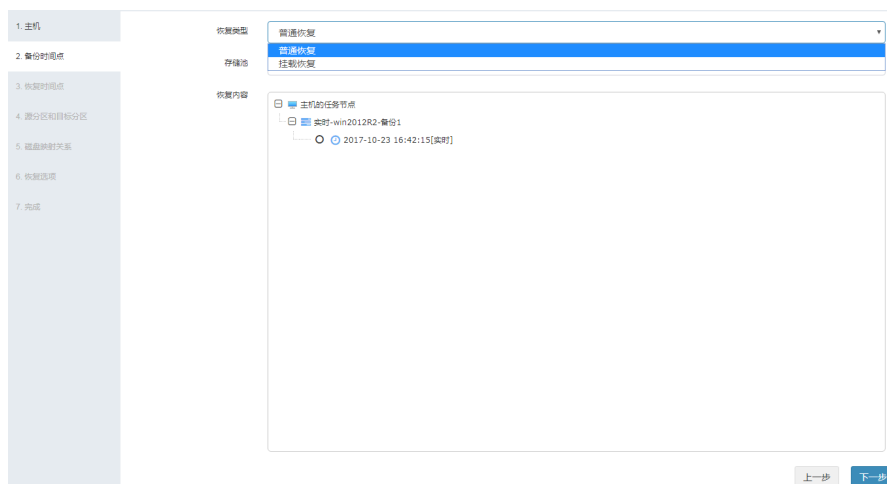 1. 主机
2. 备份时间点
3. 恢复时间点
4. 源分区和目标分区
5. 磁盘映射关系
6. 恢复选项
7. 完成
恢复类型
普通恢复
普通恢复
挂载恢复
存储池
恢复内容
主机的任务节点
实时-win2012R2-备份1
2017-10-23 16:42:15[实时]
上一步
下一步